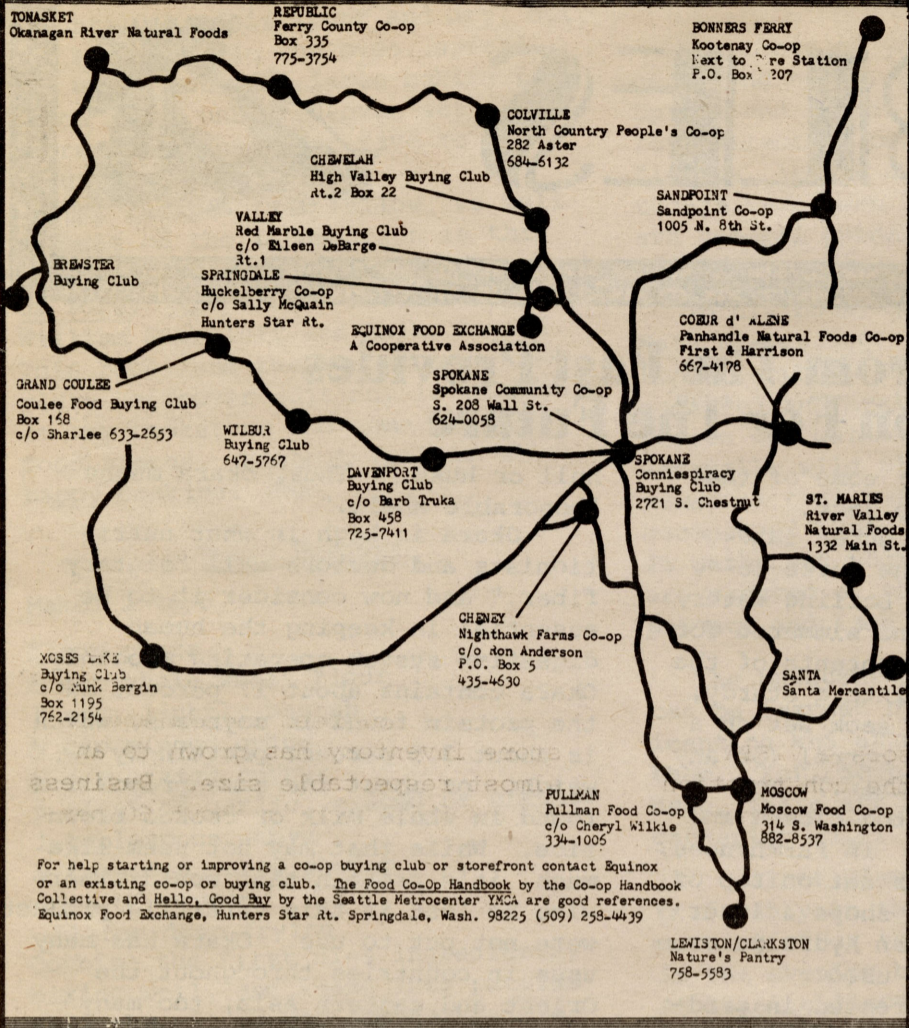 TONASKET
Okanagan River Natural Foods
REPUBLIC
Ferry County Co-op
Box 335
775-3754
BONNERS FERRY
Kootenay Co-op
Next to Station
P.O. Box
COLVILLE
North Country People's Co-op
282 Aster
684-6132
CHEWELAH
High Valley Buying Club
Rt.2 Box 22
SANDPOINT
Sandpoint Co-op
1005 N. 8th St.
VALLEY
Red Marble Buying Club
c/o Eileen DeBarge
Rt.1
BREWSTER
Buying Club
SPRINGDALE
Huckelberry Co-op
c/o Sally McQuain
Hunters Star Rt.
EQUINOX FOOD EXCHANGE
A Cooperative Association
COEUR d' ALENE
Panhandle Natural Foods Co-op
First & Harrison
667-4178
GRAND COULEE
Coulee Food Buying Club
Box 168
c/o Sharlee 633-2653
SPOKANE
Spokane Community Co-op
S. 208 Wall St.
624-0058
WILBUR
Buying Club
647-5767
DAVENPORT
Buying Club
c/o Barb Truka
Box 458
725-7411
SPOKANE
Conniespiracy
Buying Club
2721 S. Chestnut
ST. MARIES
River Valley
Natural Foods
1332 Main St.
CHENEY
Nighthawk Farms Co-op
c/o Ron Anderson
P.O. Box 5
435-4630
MOSES LAKE
Buying Club
c/o Bergin
Box 1195
762-2154
SANTA
Santa Mercantile
PULLMAN
Pullman Food Co-op
c/o Cheryl Wilkie
334-1005
MOSCOW
Moscow Food Co-op
314 S. Washington
882-8537
For help starting or improving a co-op buying club or storefront contact Equinox
or an existing co-op or buying club. The Food Co-Op Handbook by the Co-op Handbook
Collective and Hello, Good Buy by the Seattle Metrocenter YMCA are good references.
Equinox Food Exchange, Hunters Star Rt. Springdale, Wash. 98225 (509) 258-4439
LEWISTON/CLARKSTON
Nature's Pantry
758-5583